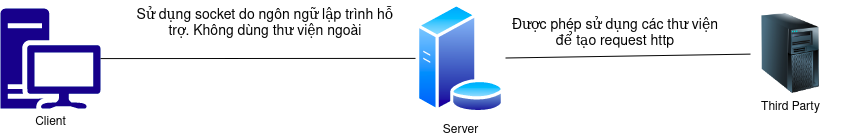 Sử dụng socket do ngôn ngữ lập trình hỗ
trợ. Không dùng thư viện ngoài
Được phép sử dụng các thư viện
để tạo request http
Client
Server
Third Party